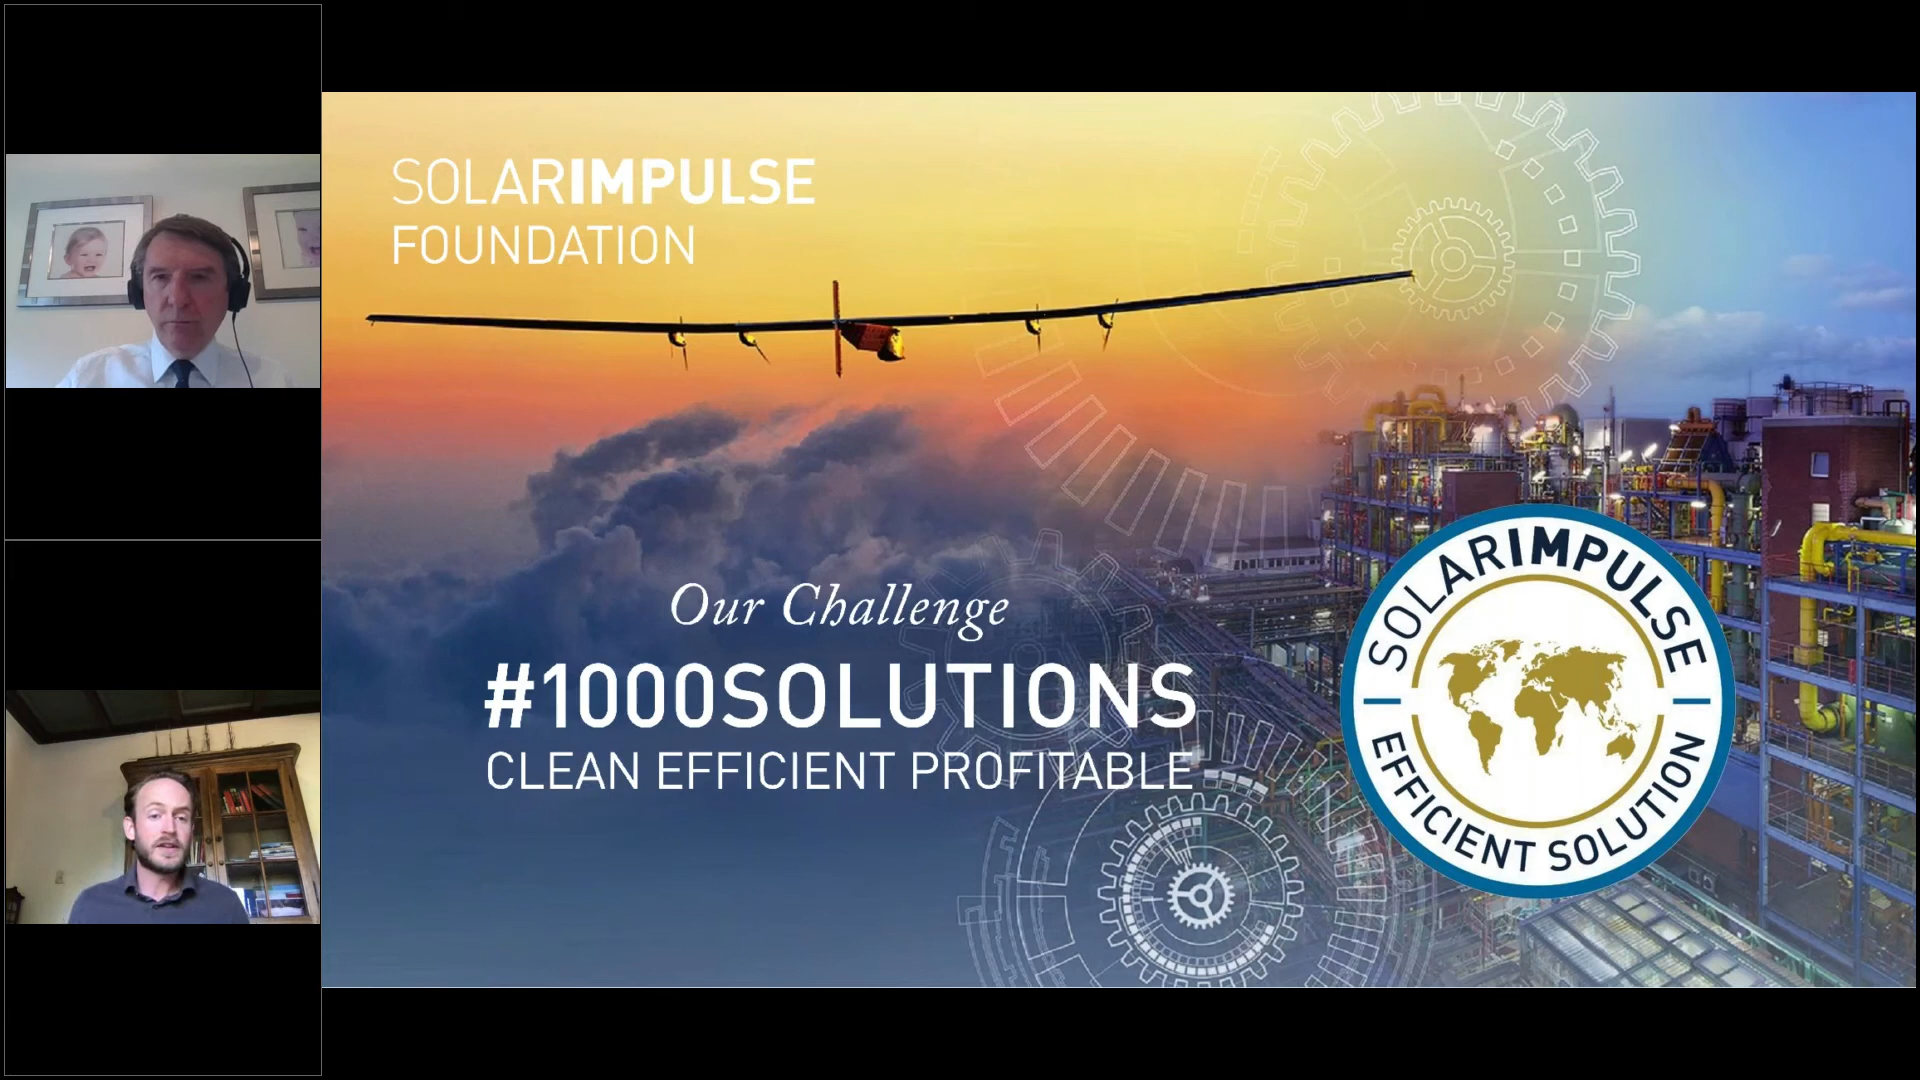 SOLARIMPULSE
FOUNDATION
Our Challenge
#1000SOLUTIONS
CLEAN EFFICIENT PROFITABLE
SOLARIMPULSE
EFFICIENT SOLUTION